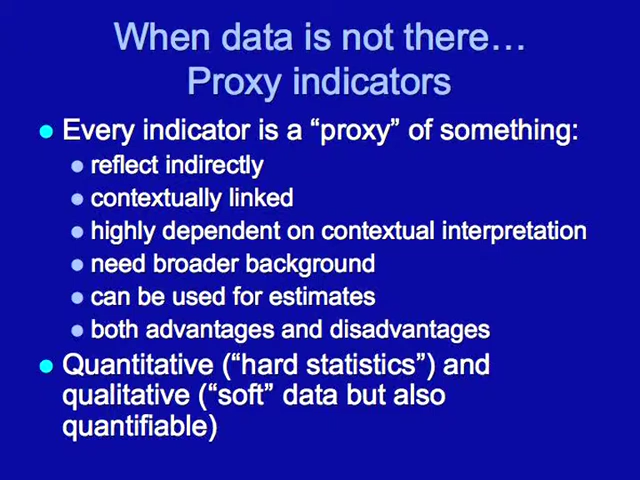 When data is not there…
Proxy indicators
Every indicator is a “proxy” of something:
reflect indirectly
contextually linked
highly dependent on contextual interpretation
need broader background
can be used for estimates
both advantages and disadvantages
Quantitative (“hard statistics”) and
qualitative (“soft” data but also
quantifiable)